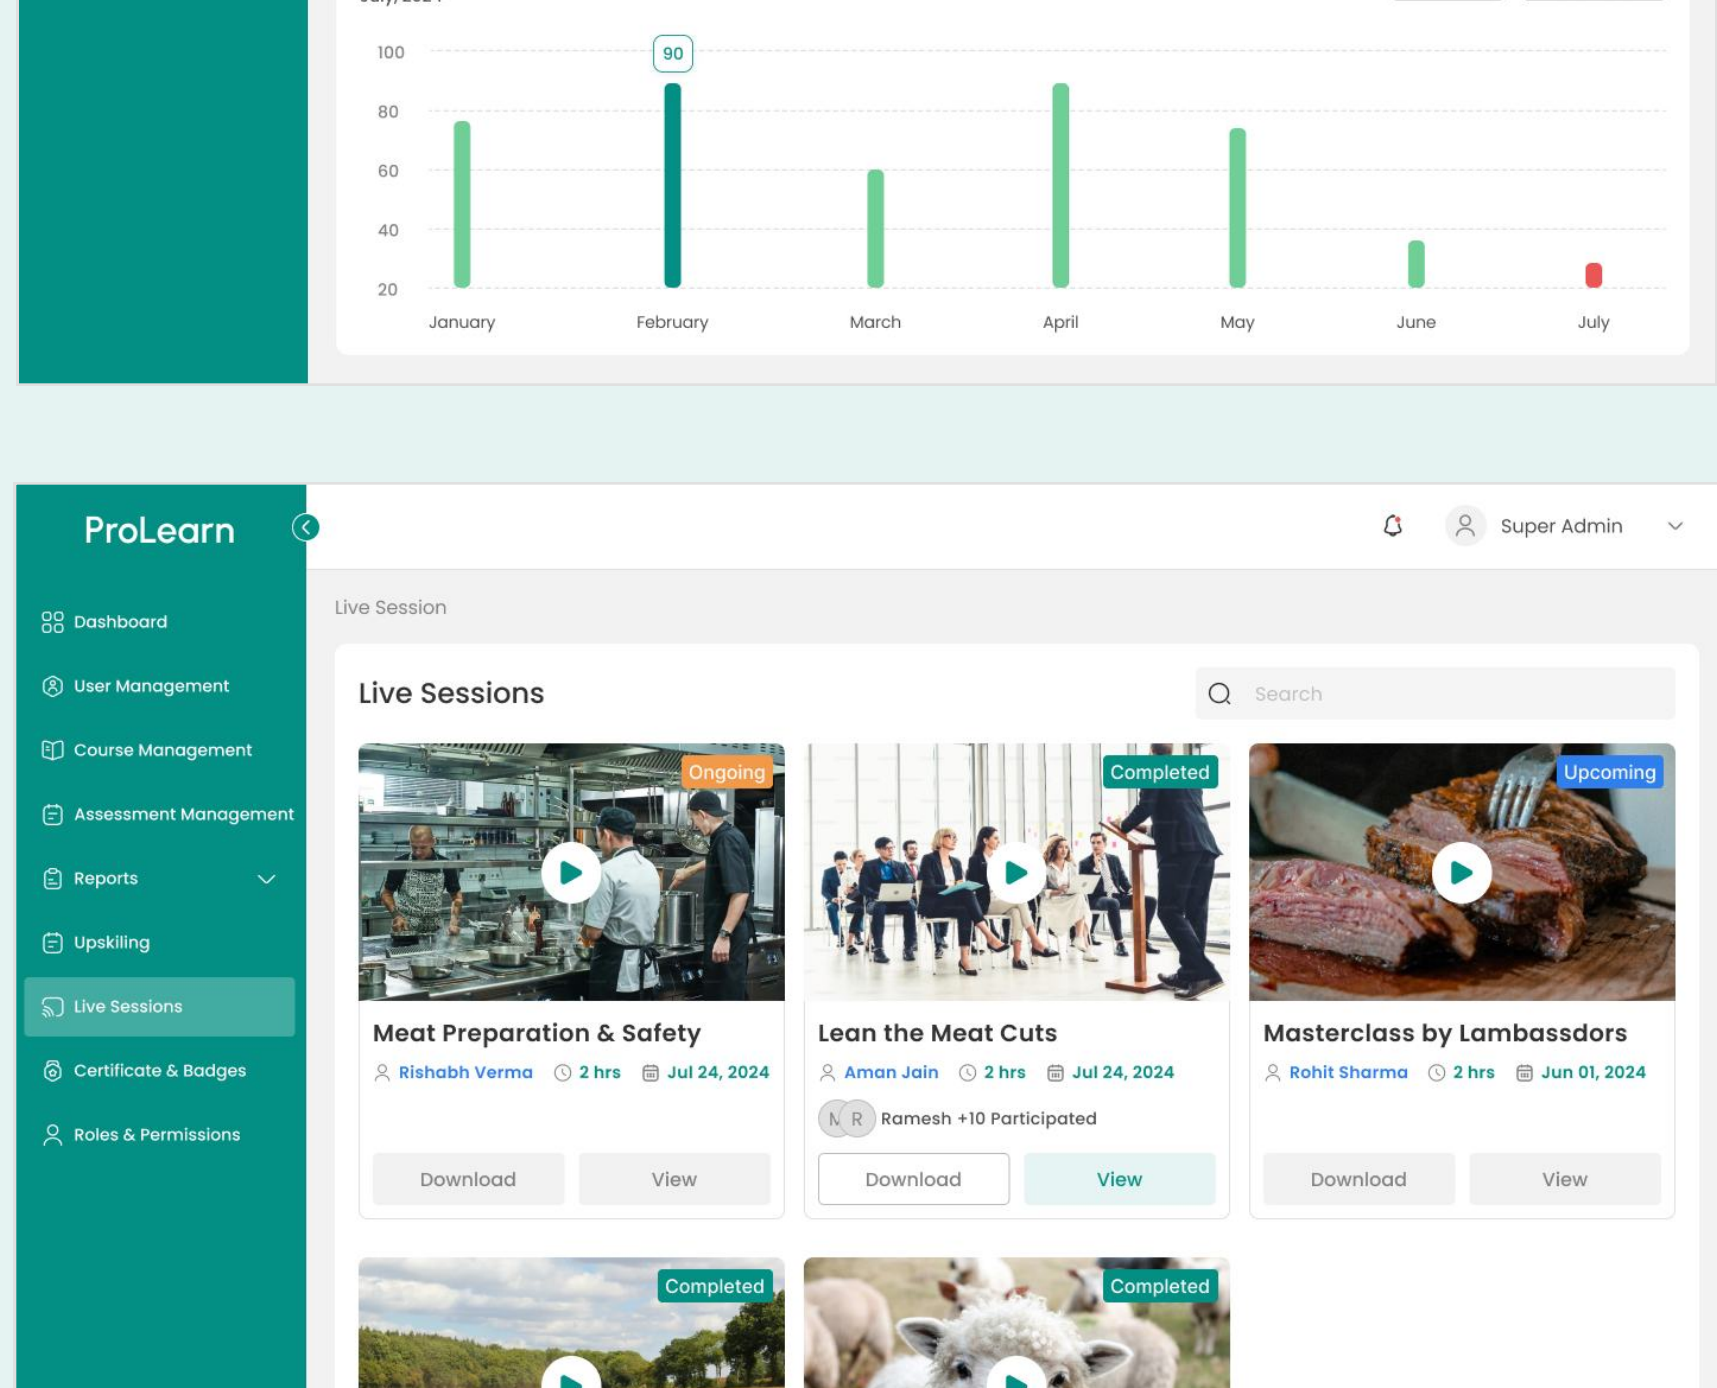 July, 2024
100
90
80
60
40
20
January February March April May June July
ProLearn
Super Admin
Dashboard
User Management
Course Management
Assessment Management
Reports
Upskiling
Live Sessions
Certificate & Badges
Roles & Permissions
Live Session
Live Sessions
Search
Ongoing
Meat Preparation & Safety
Rishabh Verma 2 hrs Jul 24, 2024
Download View
Completed
Lean the Meat Cuts
Aman Jain 2 hrs Jul 24, 2024
R Ramesh +10 Participated
Download View
Upcoming
Masterclass by Lambassdors
Rohit Sharma 2 hrs Jun 01, 2024
Download View
Completed
Completed